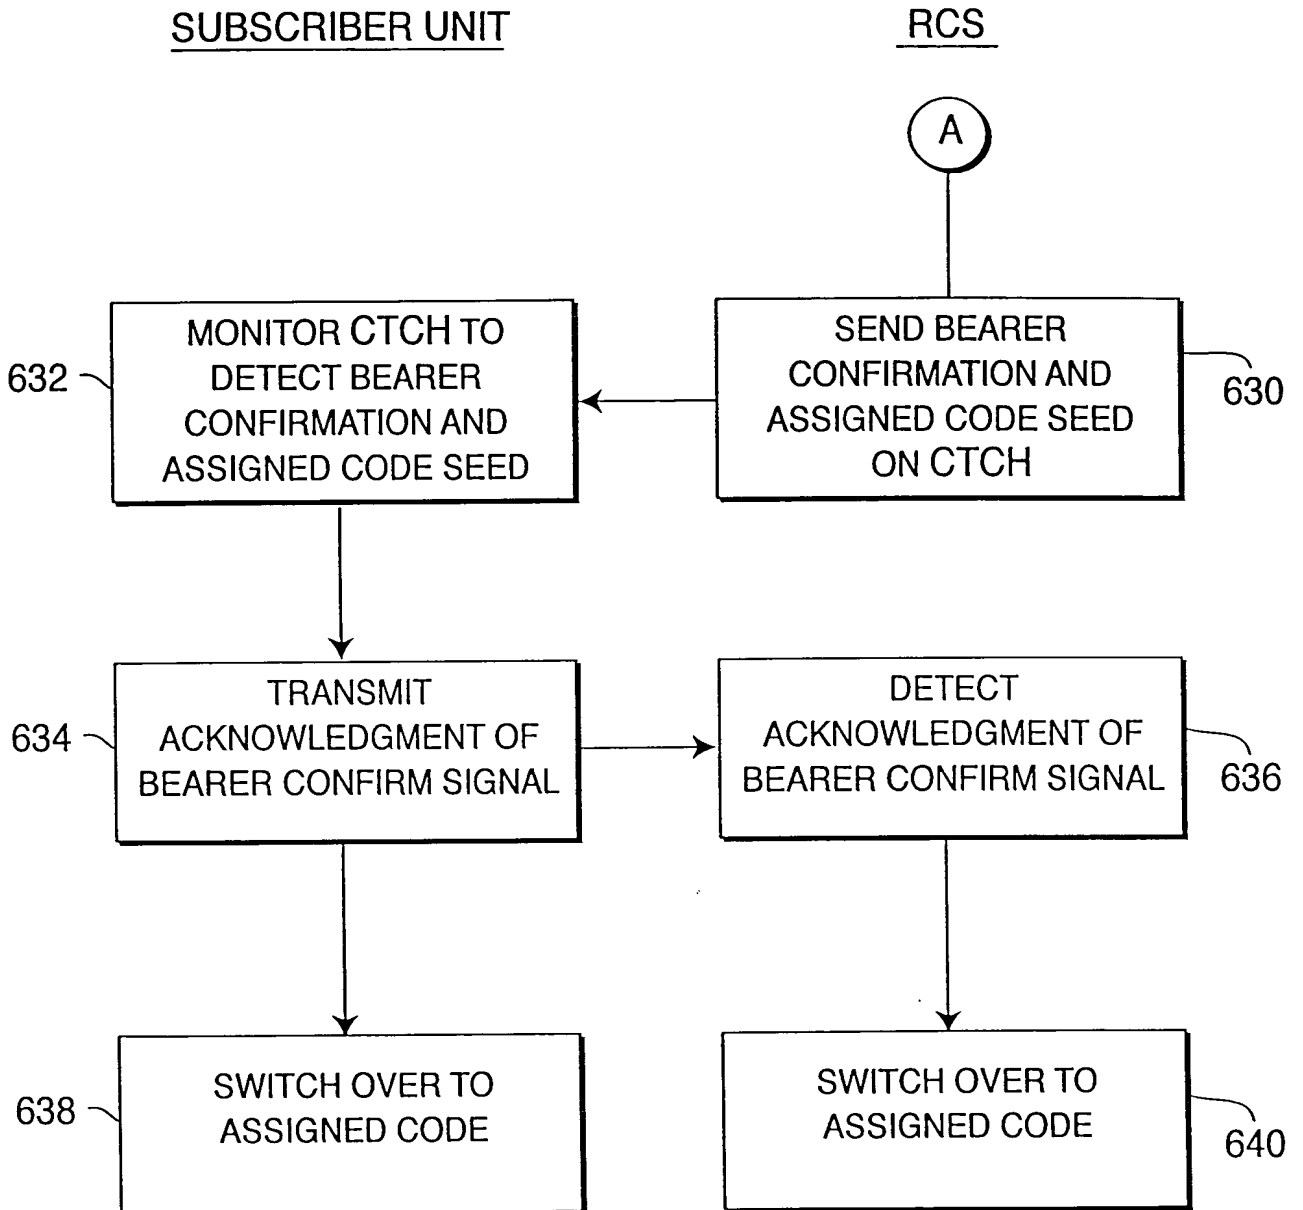 SUBSCRIBER UNIT
RCS
A
632
MONITOR CTCH TO
DETECT BEARER
CONFIRMATION AND
ASSIGNED CODE SEED
SEND BEARER
CONFIRMATION AND
ASSIGNED CODE SEED
ON CTCH
630
634
TRANSMIT
ACKNOWLEDGMENT OF
BEARER CONFIRM SIGNAL
DETECT
ACKNOWLEDGMENT OF
BEARER CONFIRM SIGNAL
636
638
SWITCH OVER TO
ASSIGNED CODE
SWITCH OVER TO
ASSIGNED CODE
640